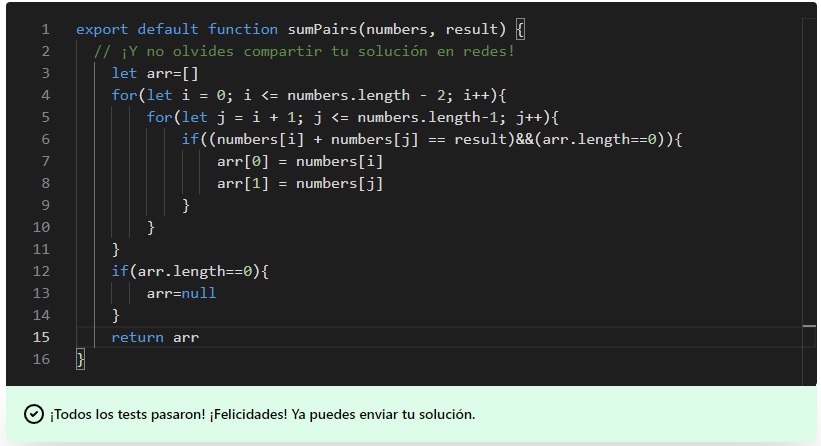 1 export default function sumPairs(numbers, result) {
2 // ¡Y no olvides compartir tu solución en redes!
3 let arr=[]
4 for(let i = 0; i <= numbers.length - 2; i++){
5 for(let j = i + 1; j <= numbers.length-1; j++){
6 if((numbers[i] + numbers[j] == result)&&(arr.length==0)){
7 arr[0] = numbers[i]
8 arr[1] = numbers[j]
9 }
10 }
11 }
12 if(arr.length==0){
13 arr=null
14 }
15 return arr
16 }
¡Todos los tests pasaron! ¡Felicidades! Ya puedes enviar tu solución.